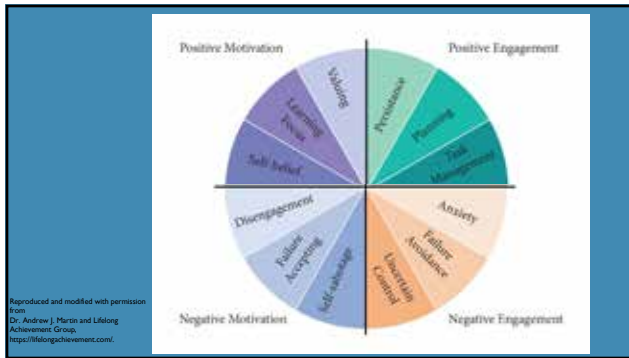 Positive Motivation
Positive Engagement
Valuing
Persistance
Learning
Focus
Planning
Self-belief
Task
Management
Disengagement
Anxiety
Failure
Accepting
Failure
Avoidance
Self-sabotage
Uncertain
Control
Negative Motivation
Negative Engagement
Reproduced and modified with permission
from
Dr. Andrew J. Martin and Lifelong
Achievement Group,
https://lifelongachievement.com/.